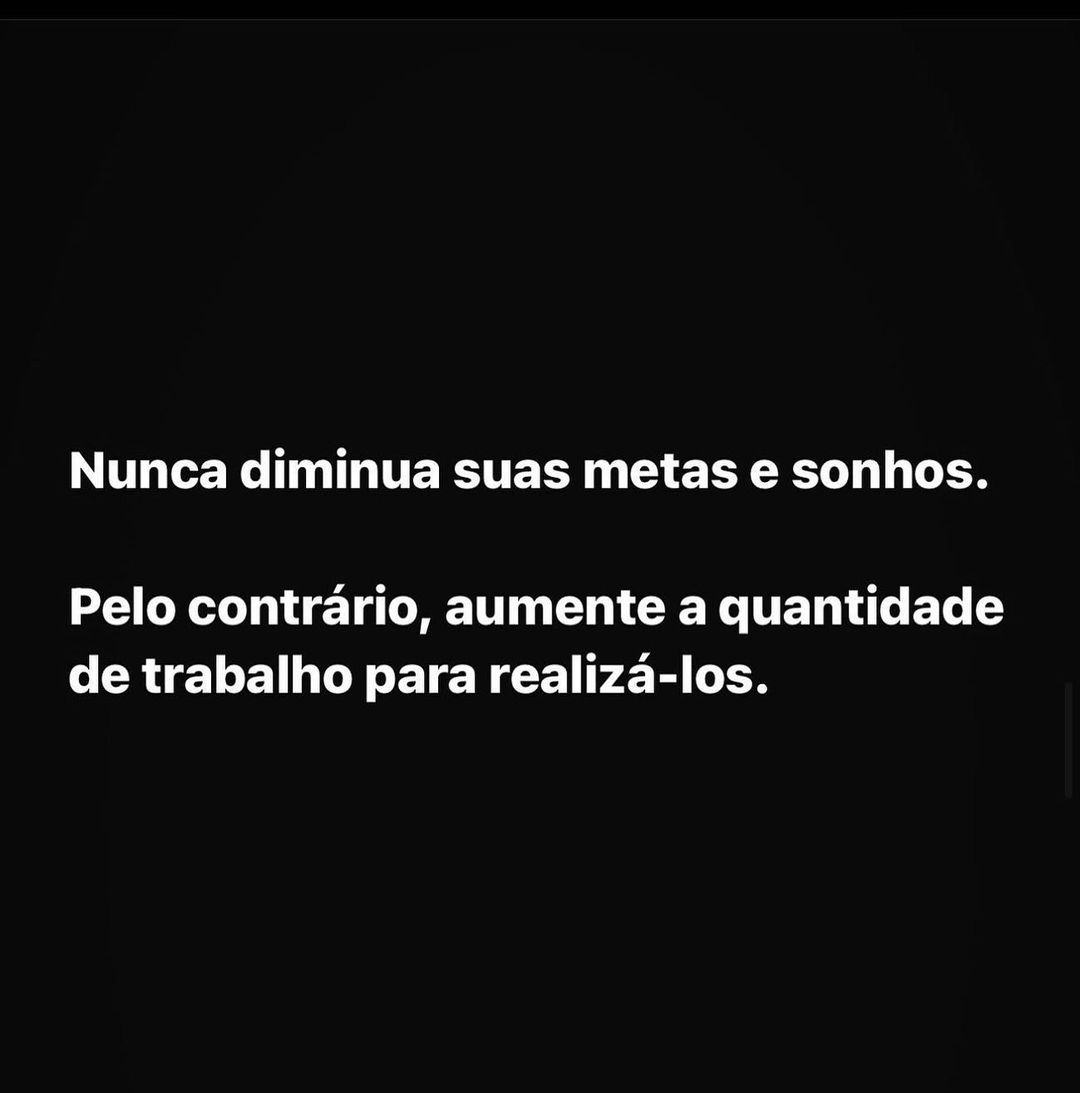 Nunca diminua suas metas e sonhos.
Pelo contrário, aumente a quantidade
de trabalho para realizá-los.